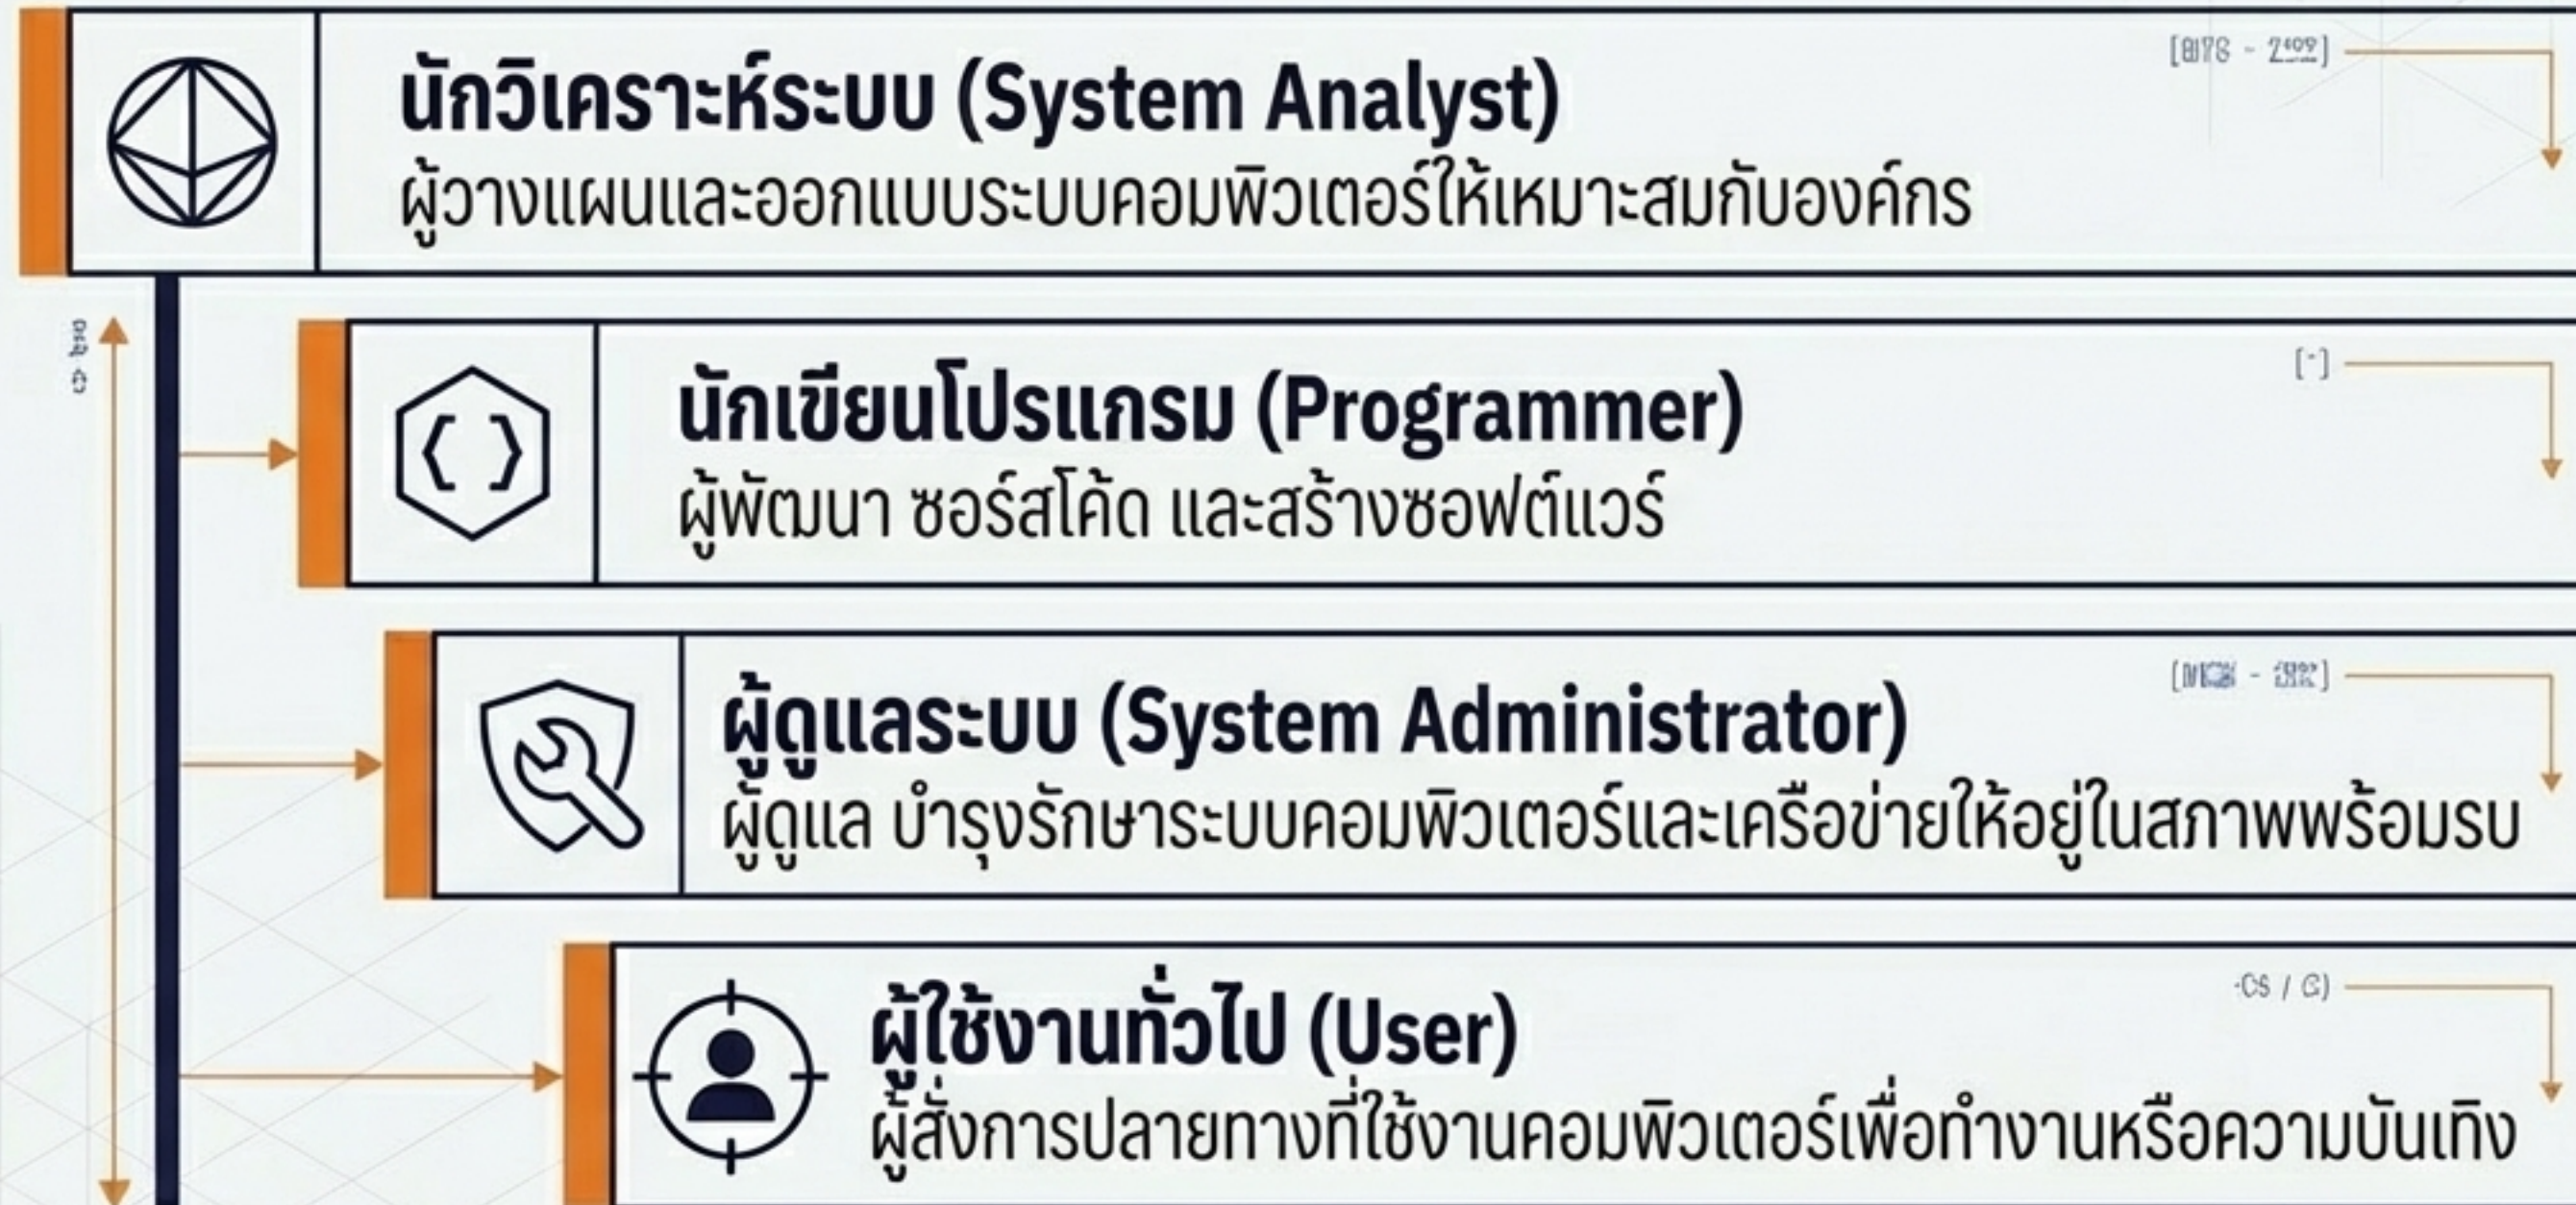 นักวิเคราะห์ระบบ (System Analyst)
ผู้วางแผนและออกแบบระบบคอมพิวเตอร์ให้เหมาะสมกับองค์กร
นักเขียนโปรแกรม (Programmer)
[-]
ผู้พัฒนา ซอร์สโค้ด และสร้างซอฟต์แวร์
ผู้ดูแลระบบ (System Administrator)
ผู้ดูแล บำรุงรักษาระบบคอมพิวเตอร์และเครือข่ายให้อยู่ในสภาพพร้อมรบ
ผู้ใช้งานทั่วไป (User)
ผู้สั่งการปลายทางที่ใช้งานคอมพิวเตอร์เพื่อทำงานหรือความบันเทิง